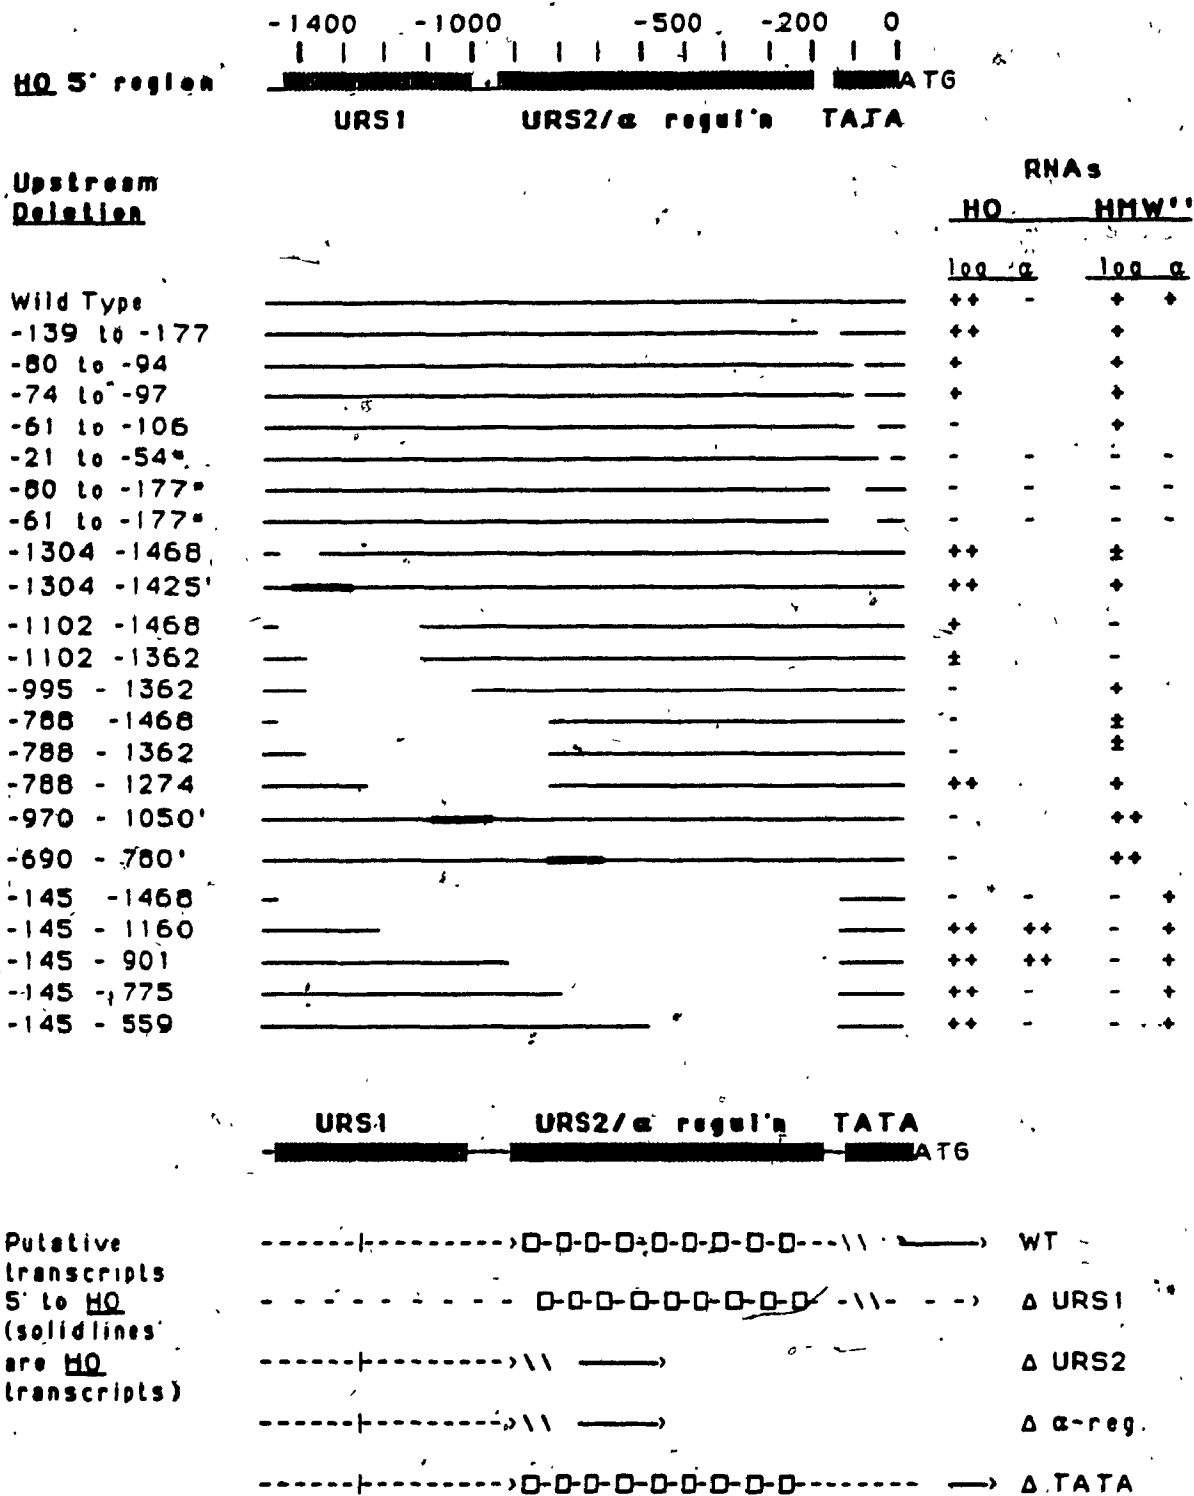 -1400 -1000 -500 -200 0
HO 5' region ATG
URS1 URS2/α regul'n TATA
RNAs
Upstream
Deletion
HO HMW''
log α log α
Wild Type ++ - + +
-139 to -177 ++ +
-80 to -94 + +
-74 to -97 + +
-61 to -106 - +
-21 to -54* - - - -
-80 to -177* - - - -
-61 to -177* - - - -
-1304 -1468 ++ ±
-1304 -1425' ++ +
-1102 -1468 + -
-1102 -1362 ± -
-995 - 1362 - +
-788 -1468 - ±
-788 - 1362 - ±
-788 - 1274 ++ +
-970 - 1050' - ++
-690 - 780' - ++
-145 -1468 - - - +
-145 - 1160 ++ ++ - +
-145 - 901 ++ ++ - +
-145 - 775 ++ - - +
-145 - 559 ++ - - +
URS1 URS2/α regul'n TATA
ATG
Putative
transcripts
5' to HO
(solid lines
are HO
transcripts)
WT
Δ URS1
Δ URS2
Δ α-reg.
Δ TATA